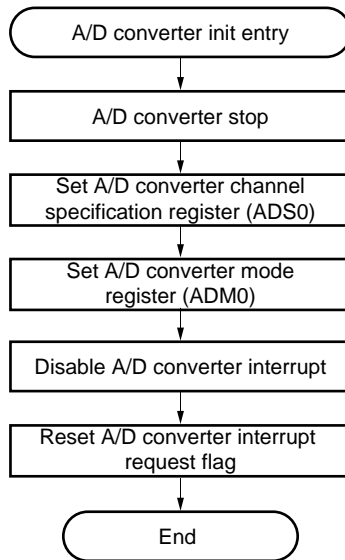 A/D converter init entry
A/D converter stop
Set A/D converter channel
specification register (ADS0)
Set A/D converter mode
register (ADM0)
Disable A/D converter interrupt
Reset A/D converter interrupt
request flag
End